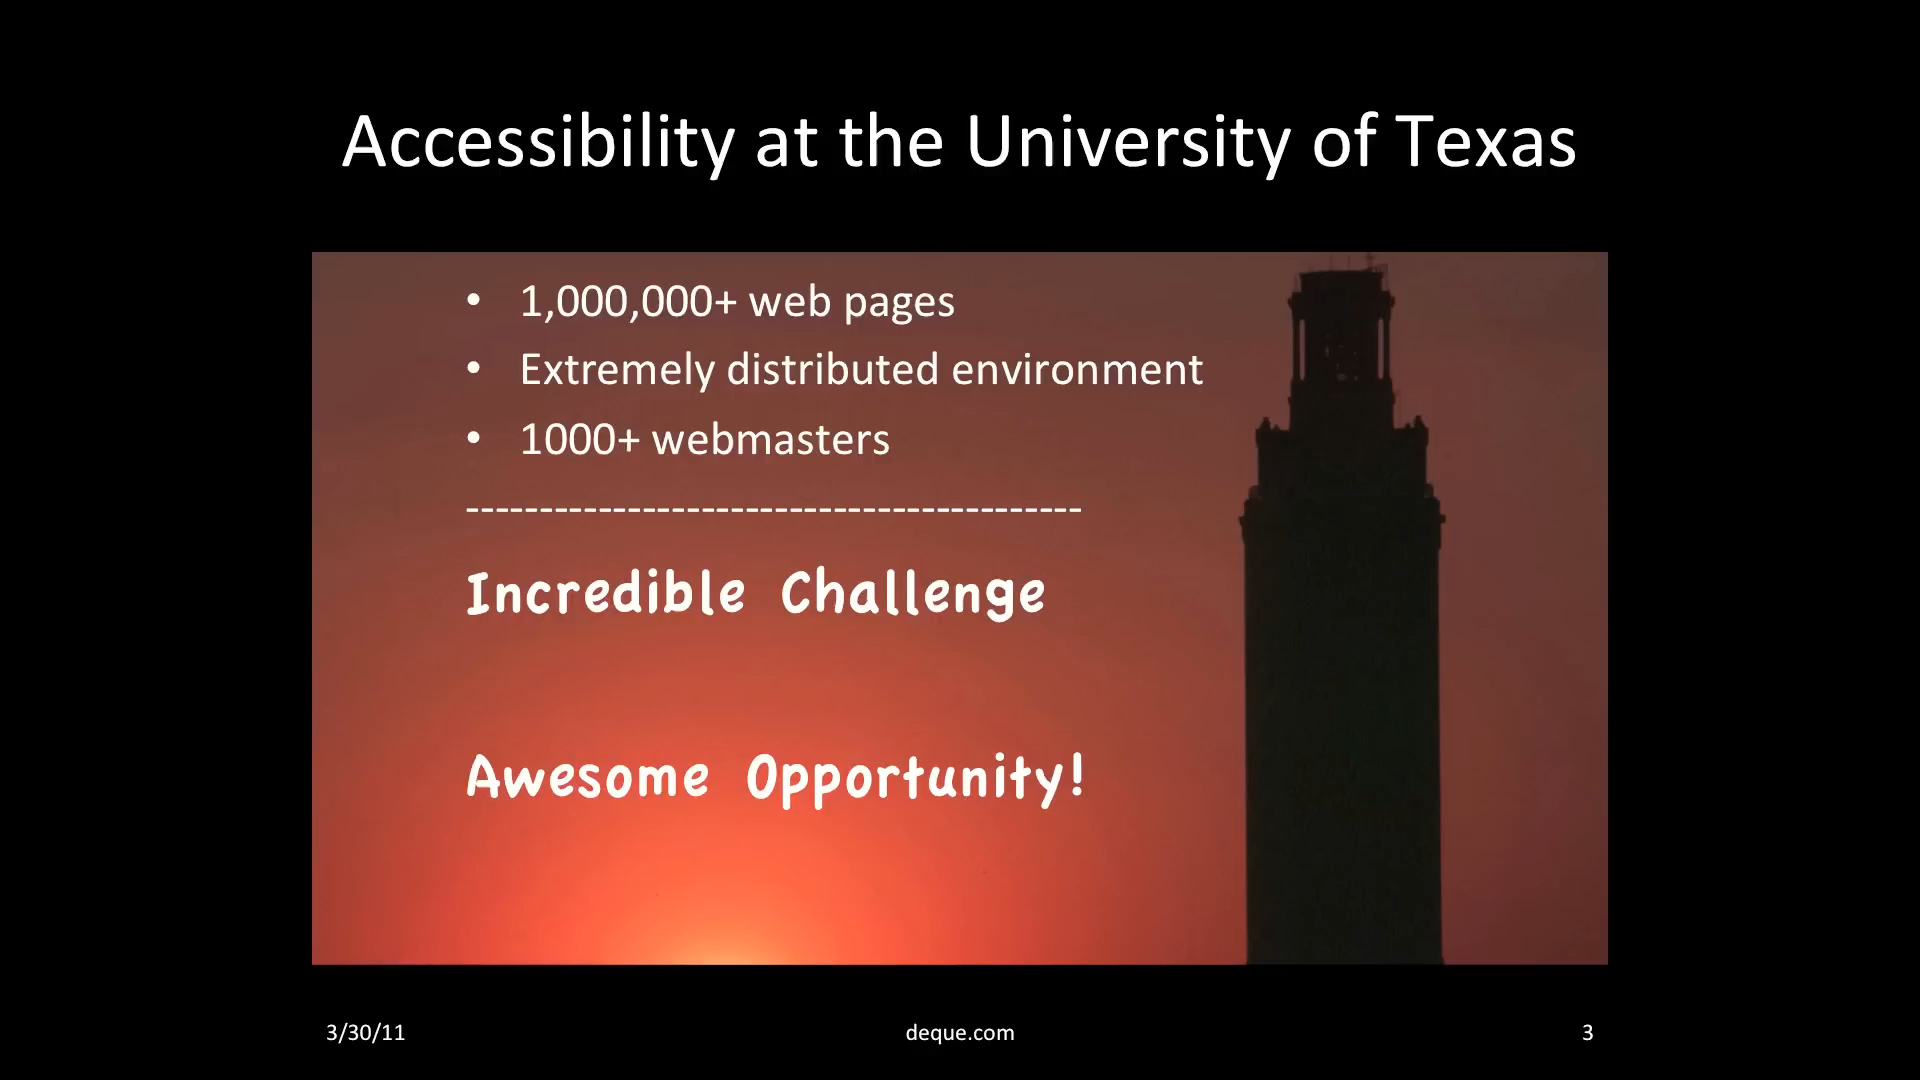 Accessibility at the University of Texas
• 1,000,000+ web pages
• Extremely distributed environment
• 1000+ webmasters
------------------------------------------
Incredible Challenge
Awesome Opportunity!
3/30/11
deque.com
3